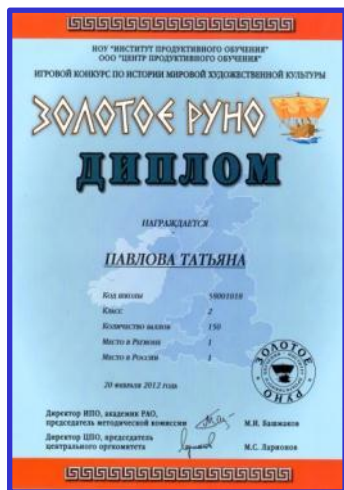 НОУ "ИНСТИТУТ ПРОДУКТИВНОГО ОБУЧЕНИЯ"
ООО "ЦЕНТР ПРОДУКТИВНОГО ОБУЧЕНИЯ"
ИГРОВОЙ КОНКУРС ПО ИСТОРИИ МИРОВОЙ ХУДОЖЕСТВЕННОЙ КУЛЬТУРЫ
ЗОЛОТОЕ РУНО
ДИПЛОМ
НАГРАЖДАЕТСЯ
ПАВЛОВА ТАТЬЯНА
Код школы 59001018
Класс 2
Количество баллов 150
Место в Регионе 1
Место в России 1
20 февраля 2012 года
ЗОЛОТОЕ
РУНО
Директор ИПО, академик РАО,
председатель методической комиссии М.И. Башмаков
Директор ЦПО, председатель
центрального оргкомитета М.С. Ларионов